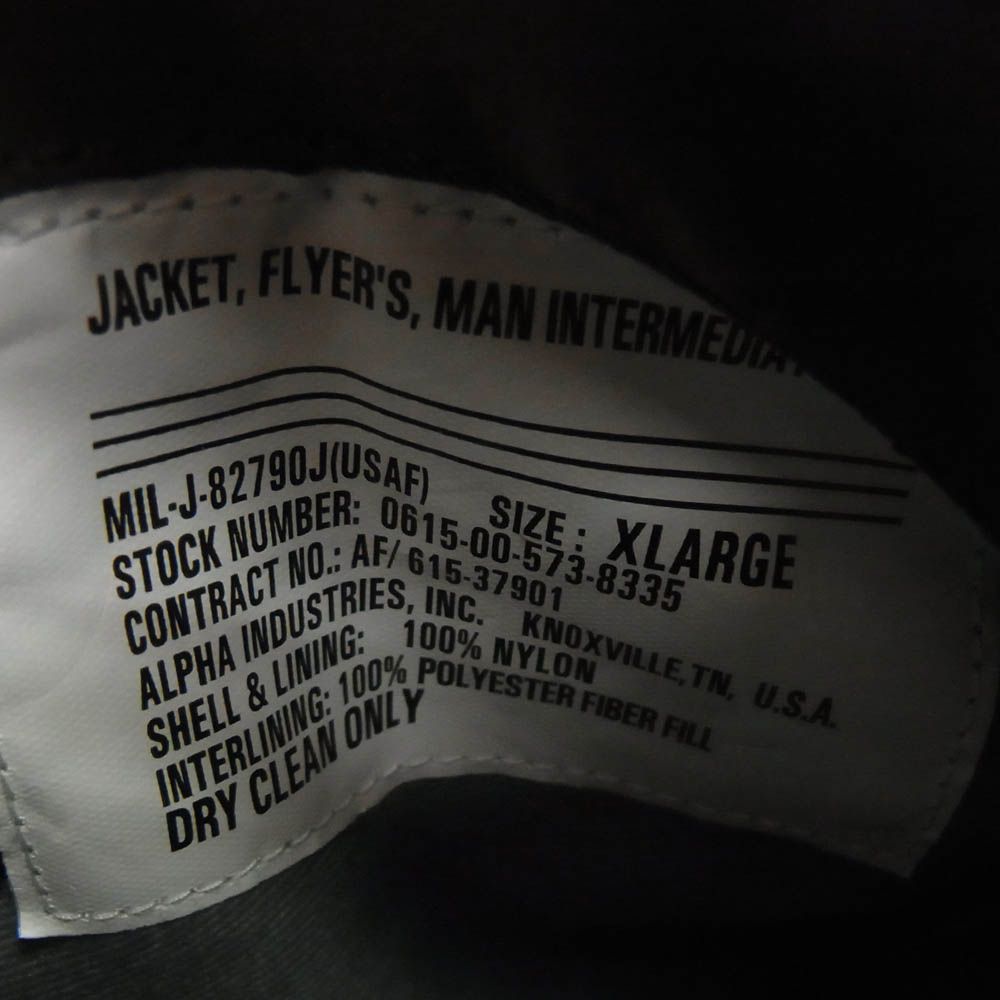 JACKET, FLYER'S, MAN INTERMEDIAT
MIL-J-82790J(USAF) SIZE: XLARGE
STOCK NUMBER: 0615-00-573-8335
CONTRACT NO.: AF/ 615-37901
ALPHA INDUSTRIES, INC. KNOXVILLE, TN, U.S.A.
SHELL & LINING: 100% NYLON
INTERLINING: 100% POLYESTER FIBER FILL
DRY CLEAN ONLY